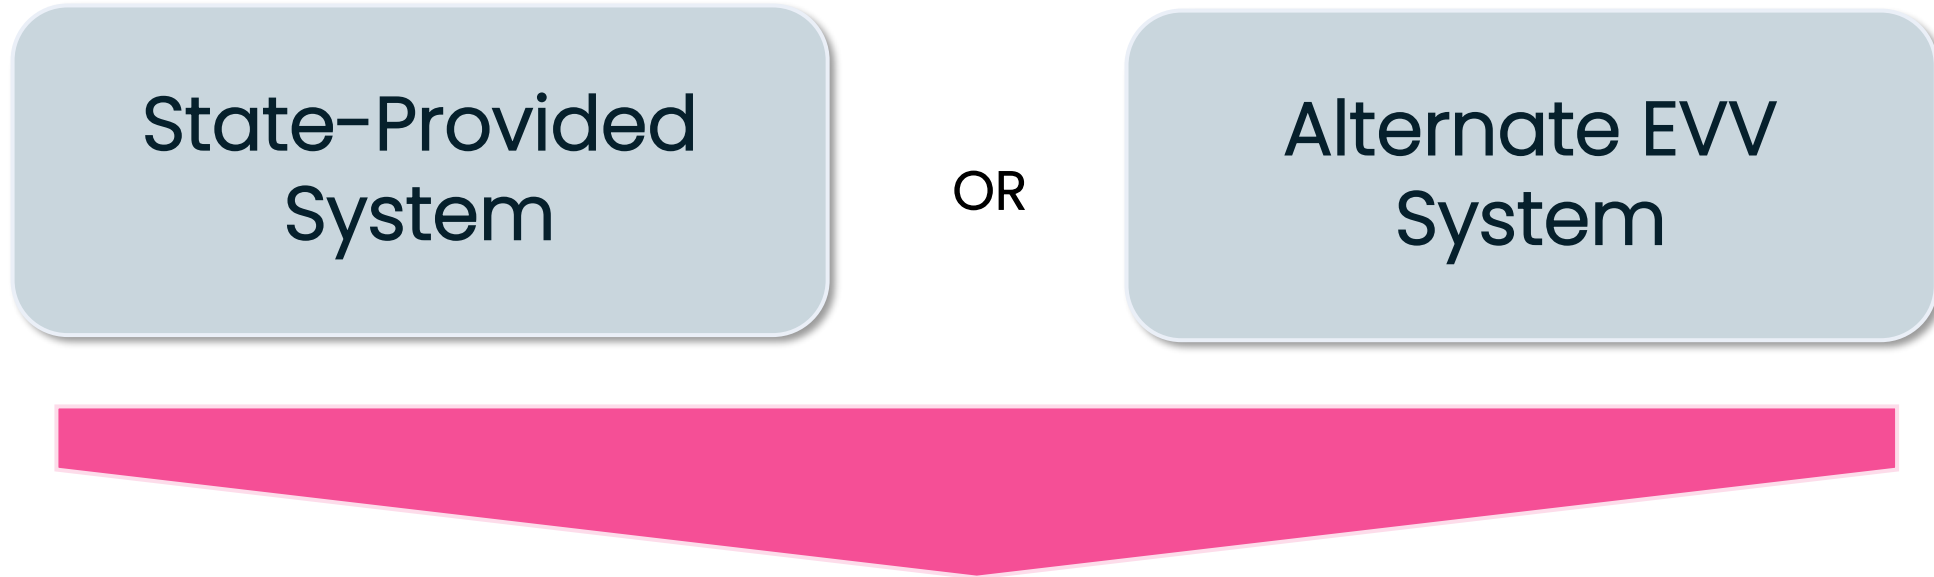 State-Provided
System
OR
Alternate EVV
System